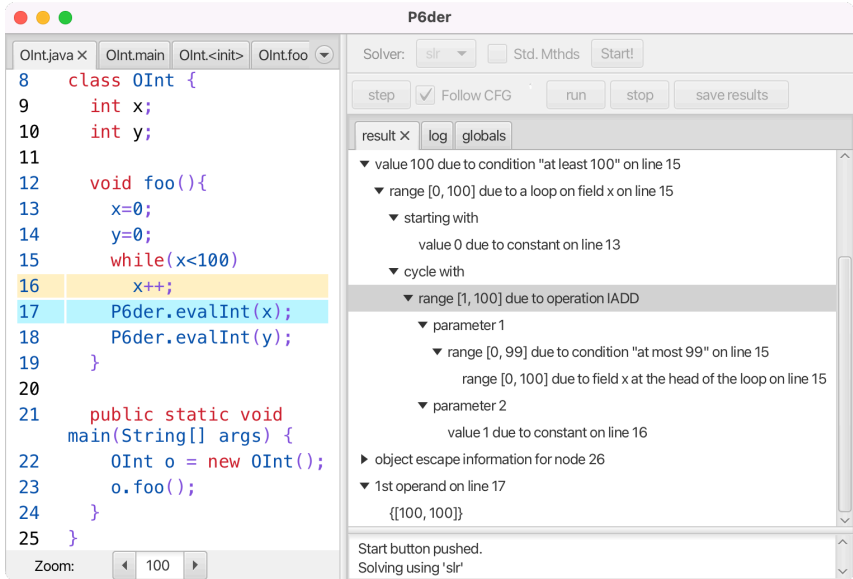 P6der
OInt.java ✕ OInt.main OInt.<init> OInt.foo
8 class OInt {
9 int x;
10 int y;
11
12 void foo(){
13 x=0;
14 y=0;
15 while(x<100)
16 x++;
17 P6der.evalInt(x);
18 P6der.evalInt(y);
19 }
20
21 public static void
main(String[] args) {
22 OInt o = new OInt();
23 o.foo();
24 }
25 }
Zoom: 100
Solver: slr Std. Mthds Start!
step Follow CFG run stop save results
result ✕ log globals
value 100 due to condition "at least 100" on line 15
range [0, 100] due to a loop on field x on line 15
starting with
value 0 due to constant on line 13
cycle with
range [1, 100] due to operation IADD
parameter 1
range [0, 99] due to condition "at most 99" on line 15
range [0, 100] due to field x at the head of the loop on line 15
parameter 2
value 1 due to constant on line 16
object escape information for node 26
1st operand on line 17
{[100, 100]}
Start button pushed.
Solving using 'slr'